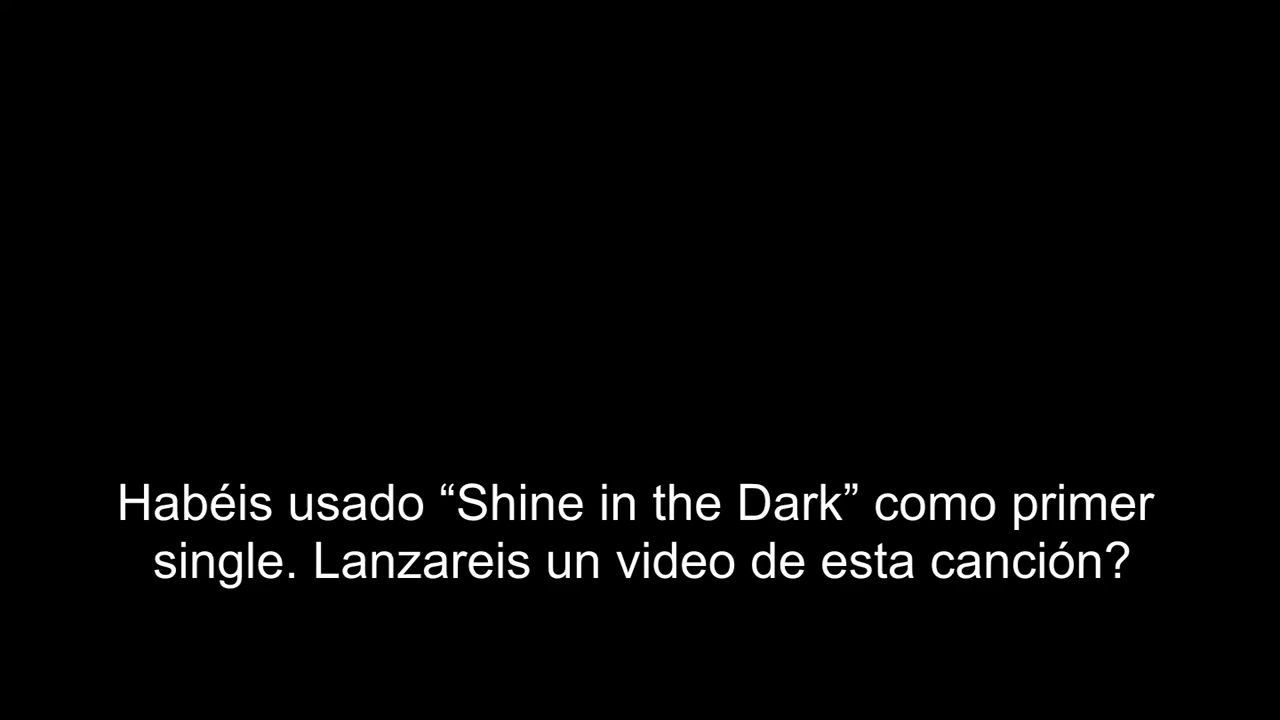 Habéis usado “Shine in the Dark” como primer
single. Lanzareis un video de esta canción?